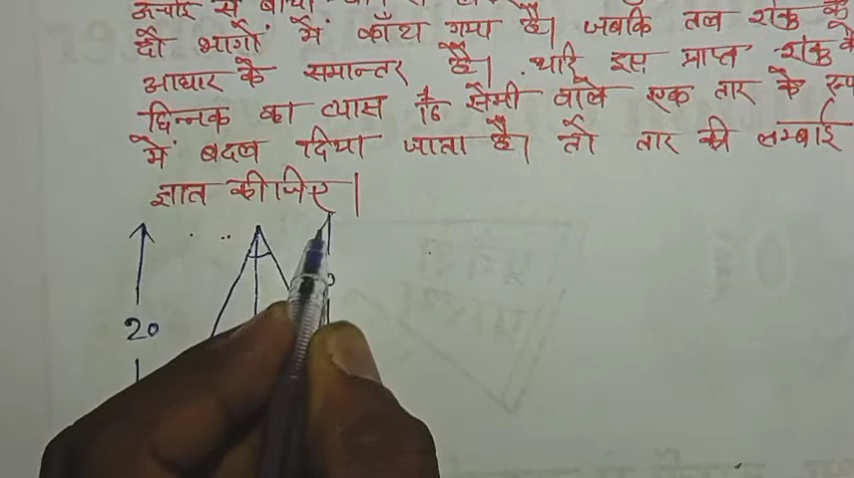 ऊँचाई से बीचो
दो भागों में काँटा गया है। जबकि तल शंकु के
आधार के समान्तर है। यदि इस प्राप्त शंकु के
छिन्नक का व्यास 1/16 सेमी वाले एक तार के रूप
में बदल दिया जाता है। तो तार की लम्बाई
ज्ञात कीजिए।
20